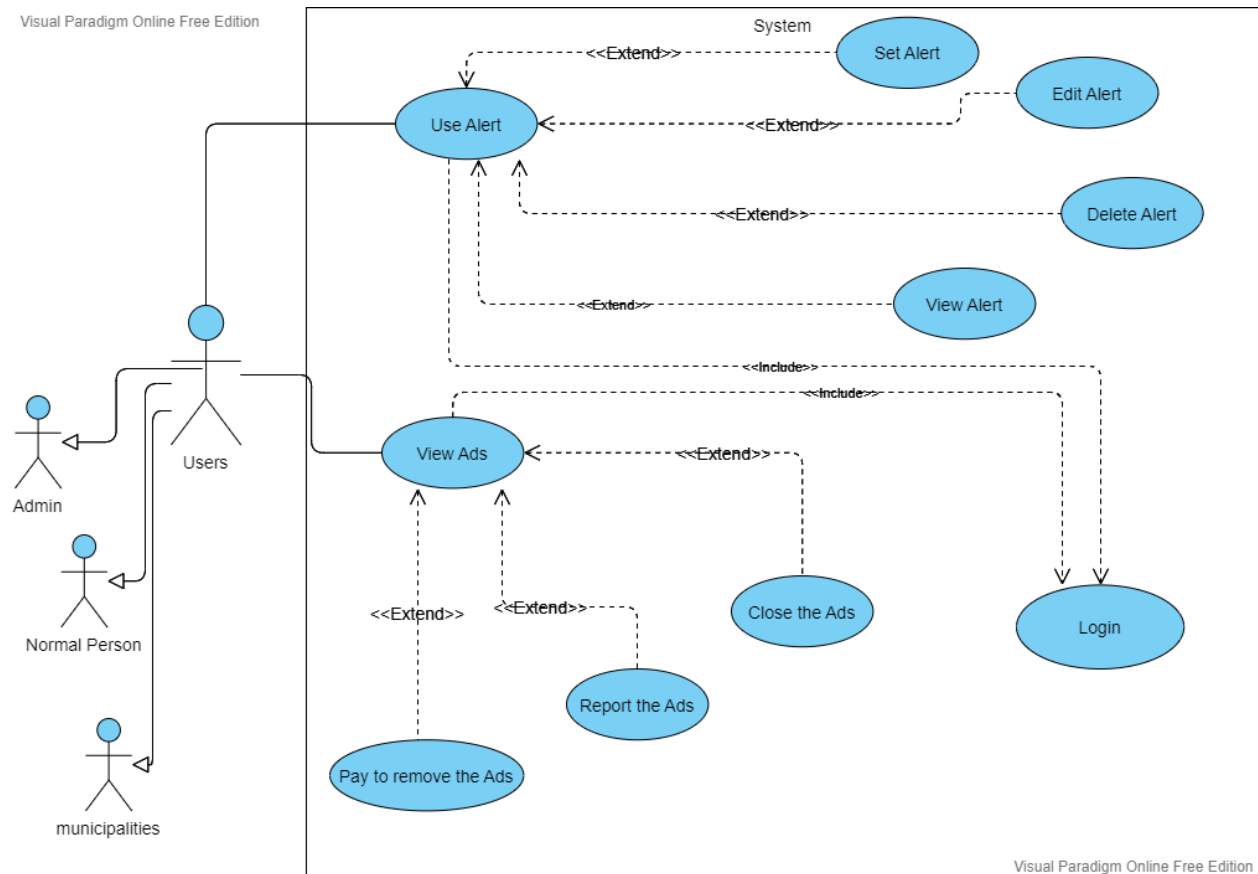 Visual Paradigm Online Free Edition
System
<<Extend>>
Set Alert
Edit Alert
Use Alert
<<Extend>>
<<Extend>>
Delete Alert
<<Extend>>
View Alert
<<Include>>
<<Include>>
Users
View Ads
<<Extend>>
Admin
Normal Person
<<Extend>>
<<Extend>>
Close the Ads
Login
Report the Ads
Pay to remove the Ads
municipalities
Visual Paradigm Online Free Edition